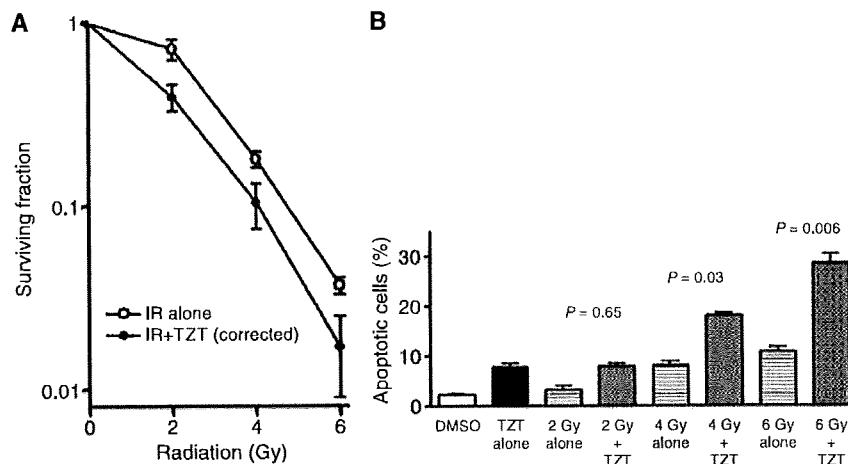 A
1
0.1
0.01
Surviving fraction
IR alone
IR+TZT (corrected)
0 2 4 6
Radiation (Gy)
B
Apoptotic cells (%)
30
20
10
0
P = 0.65
P = 0.03
P = 0.006
DMSO
TZT alone
2 Gy alone
2 Gy + TZT
4 Gy alone
4 Gy + TZT
6 Gy alone
6 Gy + TZT